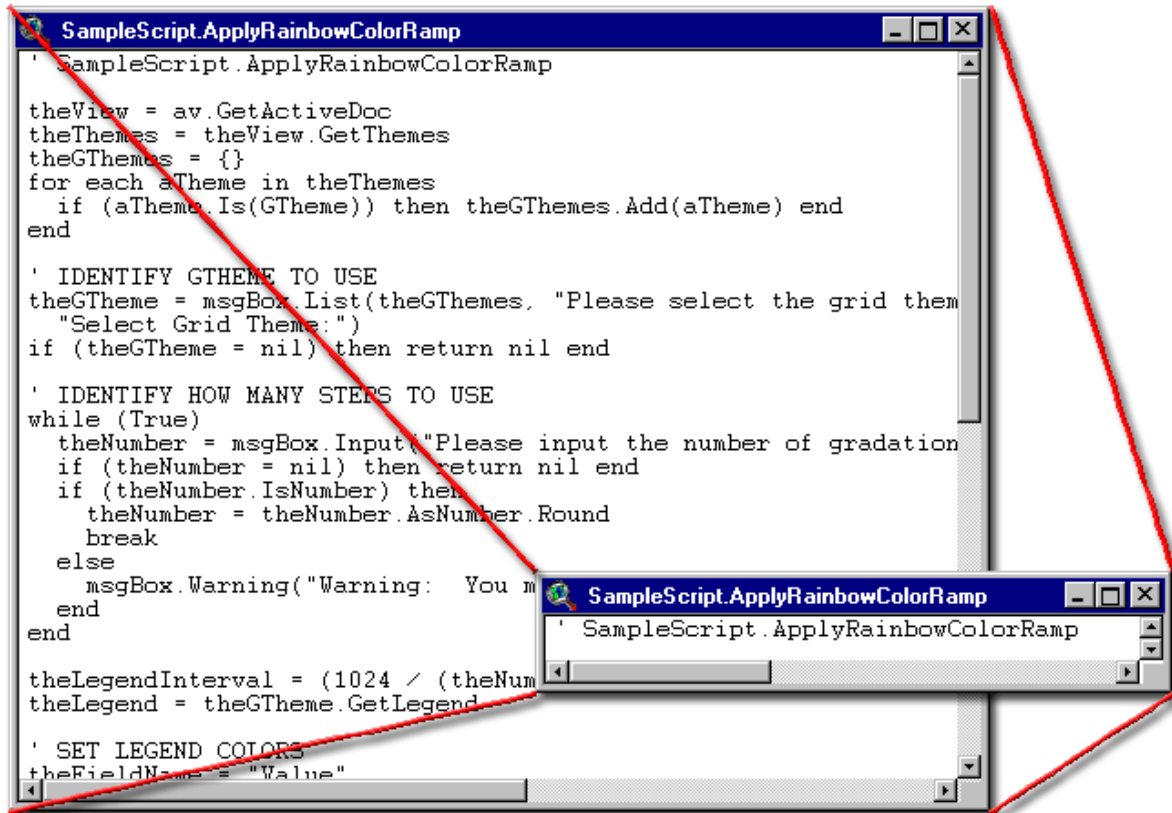 SampleScript.ApplyRainbowColorRamp
' SampleScript.ApplyRainbowColorRamp
theView = av.GetActiveDoc
theThemes = theView.GetThemes
theGThemes = {}
for each aTheme in theThemes
  if (aTheme.Is(GTheme)) then theGThemes.Add(aTheme) end
end
' IDENTIFY GTHEME TO USE
theGTheme = msgBox.List(theGThemes, "Please select the grid them
  "Select Grid Theme:")
if (theGTheme = nil) then return nil end
' IDENTIFY HOW MANY STEPS TO USE
while (True)
  theNumber = msgBox.Input("Please input the number of gradation
  if (theNumber = nil) then return nil end
  if (theNumber.IsNumber) then
    theNumber = theNumber.AsNumber.Round
    break
  else
    msgBox.Warning("Warning:  You m
  end
end
theLegendInterval = (1024 / (theNum
theLegend = theGTheme.GetLegend
' SET LEGEND COLORS
theFieldName = "Value"
SampleScript.ApplyRainbowColorRamp
' SampleScript.ApplyRainbowColorRamp